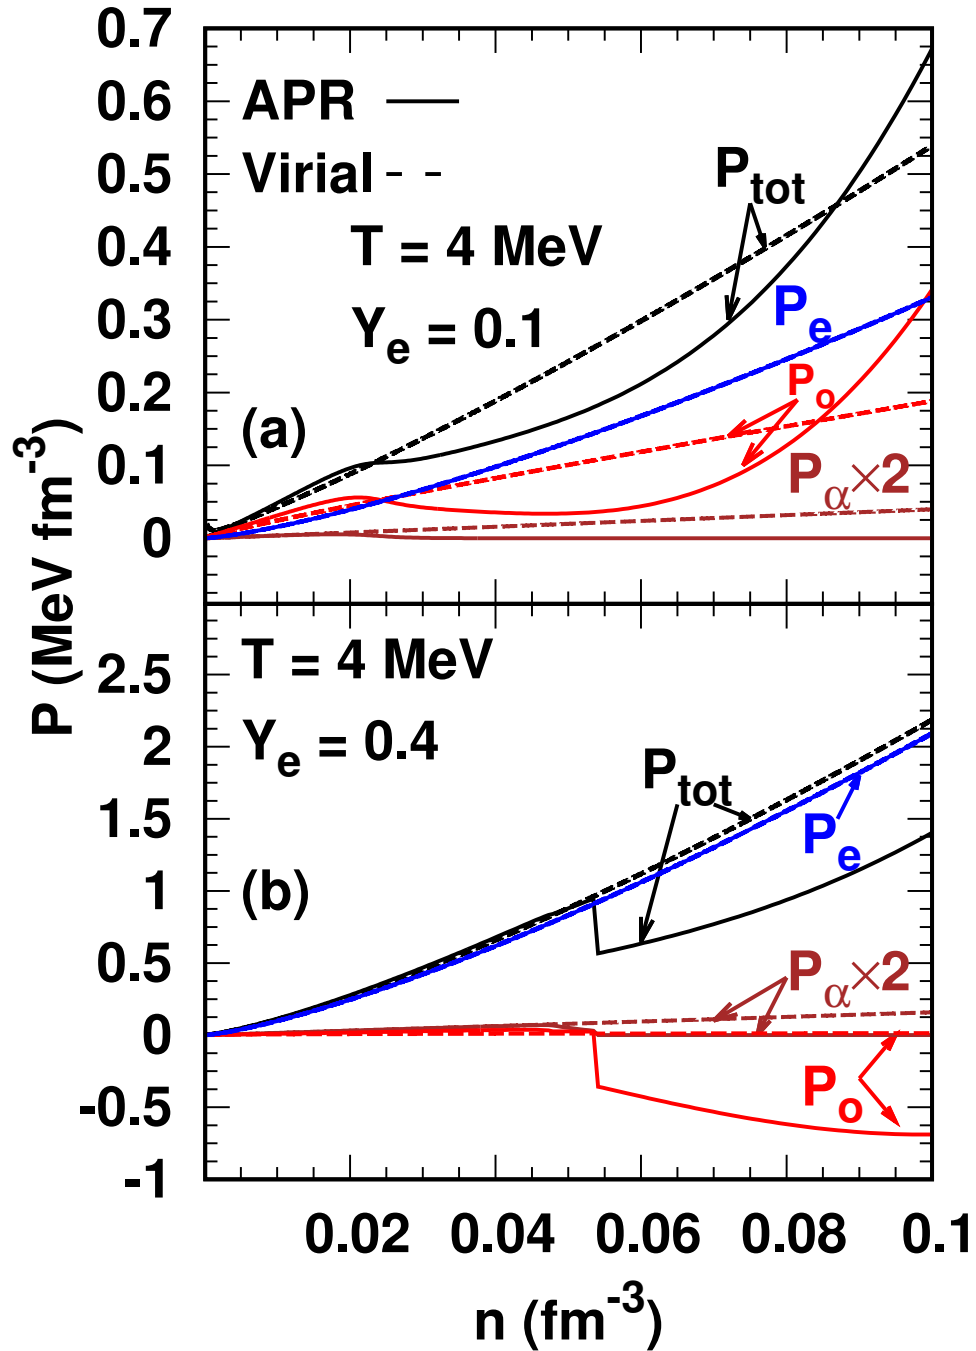 0.7
0.6
0.5
0.4
0.3
0.2
0.1
0
APR
Virial
T = 4 MeV
Y_e = 0.1
(a)
P_tot
P_e
P_o
P_α×2
P (MeV fm^-3)
2.5
2
1.5
1
0.5
0
-0.5
-1
T = 4 MeV
Y_e = 0.4
(b)
P_tot
P_e
P_α×2
P_o
0.02 0.04 0.06 0.08 0.1
n (fm^-3)